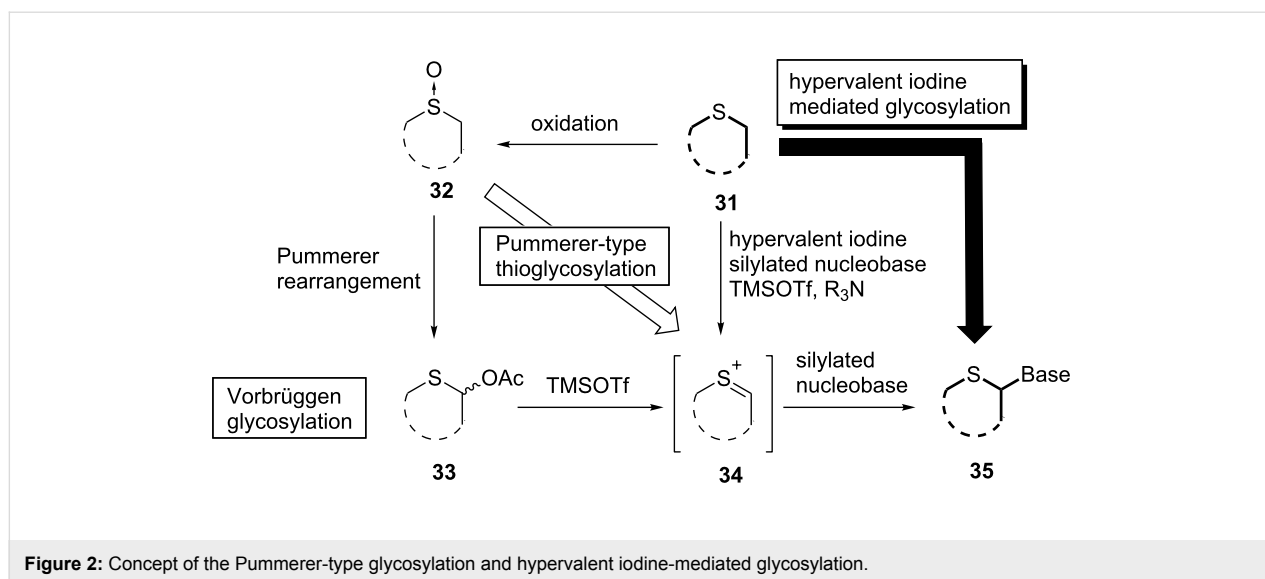 O
S
32
oxidation
S
31
hypervalent iodine
mediated glycosylation
Pummerer
rearrangement
Pummerer-type
thioglycosylation
hypervalent iodine
silylated nucleobase
TMSOTf, R₃N
Vorbrüggen
glycosylation
S
OAc
33
TMSOTf
S+
34
silylated
nucleobase
S
Base
35
Figure 2: Concept of the Pummerer-type glycosylation and hypervalent iodine-mediated glycosylation.